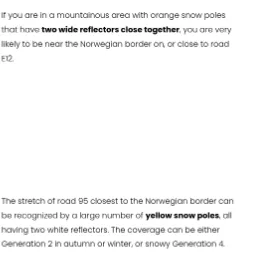 If you are in a mountainous area with orange snow poles
that have two wide reflectors close together, you are very
likely to be near the Norwegian border on, or close to road
E12.
The stretch of road 95 closest to the Norwegian border can
be recognized by a large number of yellow snow poles, all
having two white reflectors. The coverage can be either
Generation 2 in autumn or winter, or snowy Generation 4.